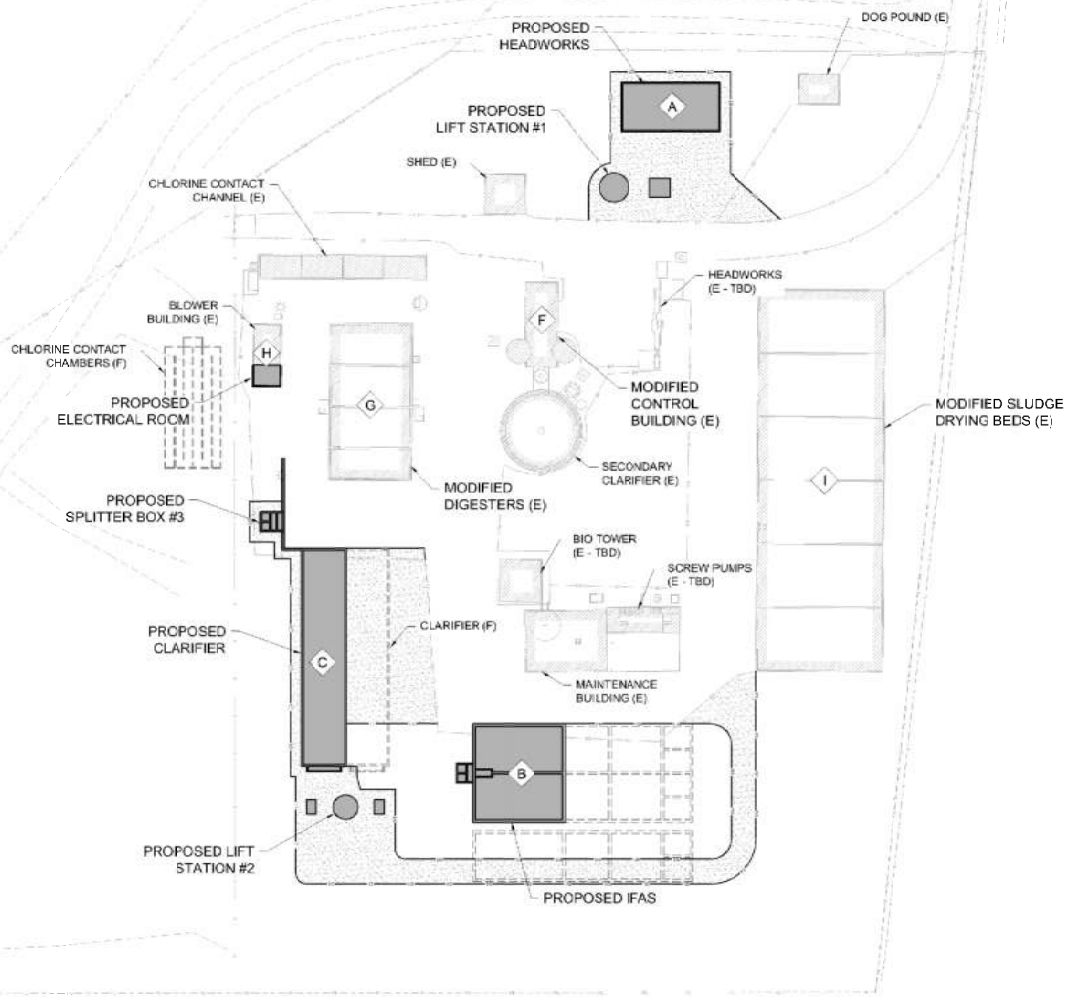 DOG POUND (E)
PROPOSED
HEADWORKS
A
PROPOSED
LIFT STATION #1
SHED (E)
CHLORINE CONTACT
CHANNEL (E)
HEADWORKS
(E - TBD)
BLOWER
BUILDING (E)
F
CHLORINE CONTACT
CHAMBERS (F)
H
PROPOSED
ELECTRICAL ROOM
G
MODIFIED
CONTROL
BUILDING (E)
MODIFIED SLUDGE
DRYING BEDS (E)
SECONDARY
CLARIFIER (E)
I
MODIFIED
DIGESTERS (E)
PROPOSED
SPLITTER BOX #3
BIO TOWER
(E - TBD)
SCREW PUMPS
(E - TBD)
PROPOSED
CLARIFIER
CLARIFIER (F)
C
MAINTENANCE
BUILDING (E)
B
PROPOSED LIFT
STATION #2
PROPOSED IFAS